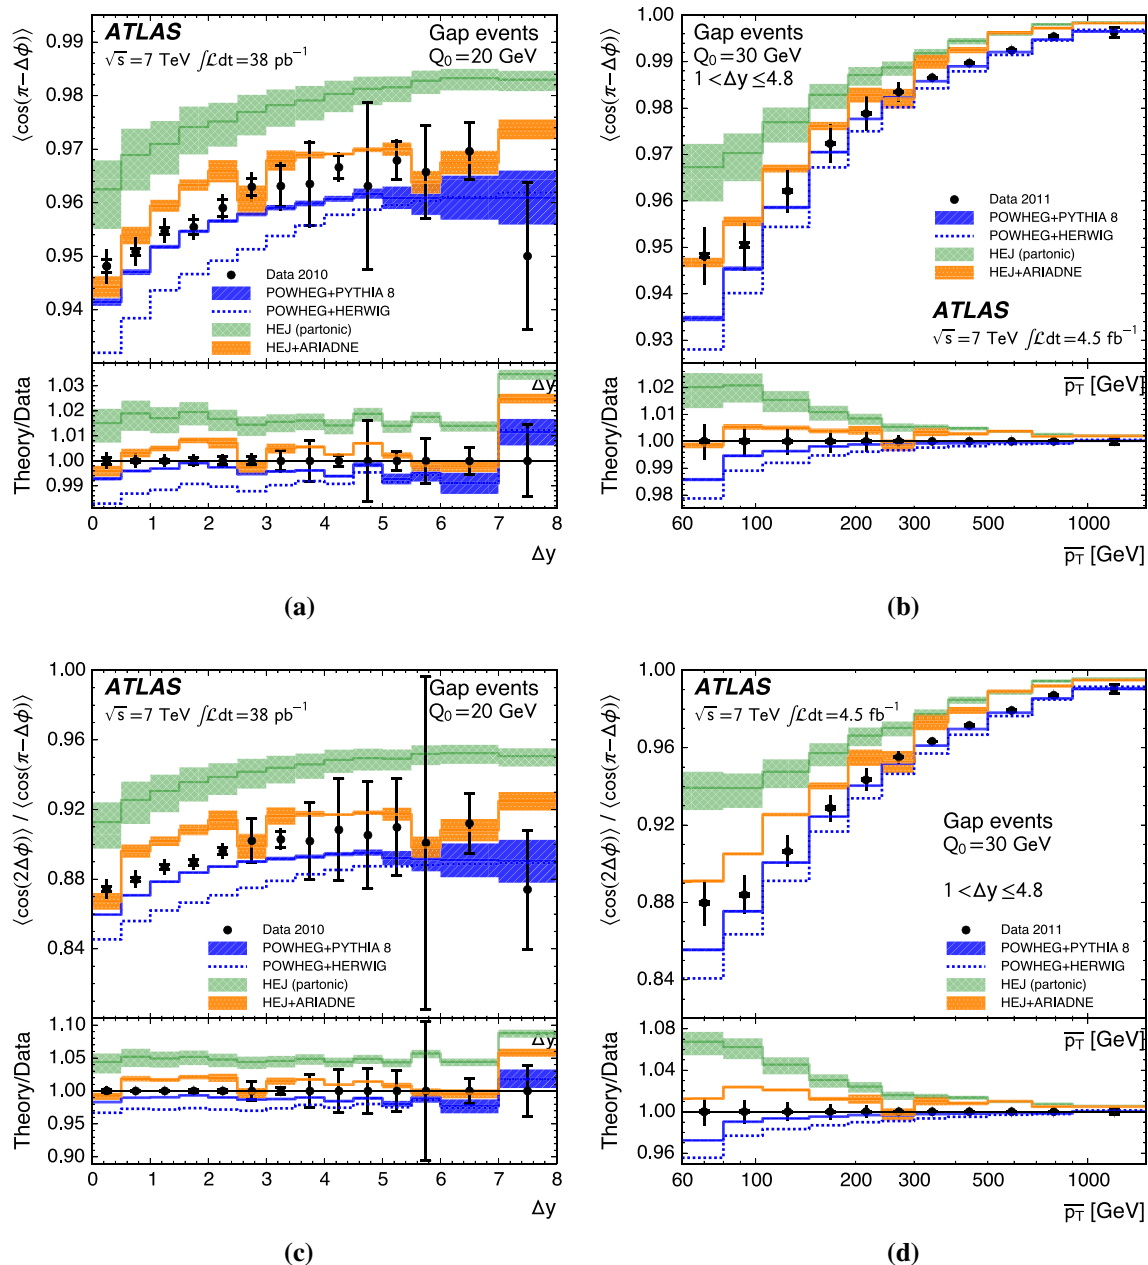 ATLAS
√s = 7 TeV ∫ℒdt = 38 pb⁻¹
Gap events
Q₀ = 20 GeV
⟨cos(π−Δϕ)⟩
0.99
0.98
0.97
0.96
0.95
0.94
Data 2010
POWHEG+PYTHIA 8
POWHEG+HERWIG
HEJ (partonic)
HEJ+ARIADNE
Δy
Theory/Data
1.03
1.02
1.01
1.00
0.99
0 1 2 3 4 5 6 7 8
Δy
(a)
Gap events
Q₀ = 30 GeV
1 < Δy ≤ 4.8
⟨cos(π−Δϕ)⟩
1.00
0.99
0.98
0.97
0.96
0.95
0.94
0.93
Data 2011
POWHEG+PYTHIA 8
POWHEG+HERWIG
HEJ (partonic)
HEJ+ARIADNE
ATLAS
√s = 7 TeV ∫ℒdt = 4.5 fb⁻¹
p̅T̅ [GeV]
Theory/Data
1.02
1.01
1.00
0.99
0.98
60 100 200 300 500 1000
p̅T̅ [GeV]
(b)
ATLAS
√s = 7 TeV ∫ℒdt = 38 pb⁻¹
Gap events
Q₀ = 20 GeV
⟨cos(2Δϕ)⟩ / ⟨cos(π−Δϕ)⟩
1.00
0.96
0.92
0.88
0.84
Data 2010
POWHEG+PYTHIA 8
POWHEG+HERWIG
HEJ (partonic)
HEJ+ARIADNE
Δy
Theory/Data
1.10
1.05
1.00
0.95
0.90
0 1 2 3 4 5 6 7 8
Δy
(c)
ATLAS
√s = 7 TeV ∫ℒdt = 4.5 fb⁻¹
⟨cos(2Δϕ)⟩ / ⟨cos(π−Δϕ)⟩
1.00
0.96
0.92
0.88
0.84
Gap events
Q₀ = 30 GeV
1 < Δy ≤ 4.8
Data 2011
POWHEG+PYTHIA 8
POWHEG+HERWIG
HEJ (partonic)
HEJ+ARIADNE
p̅T̅ [GeV]
Theory/Data
1.08
1.04
1.00
0.96
60 100 200 300 500 1000
p̅T̅ [GeV]
(d)